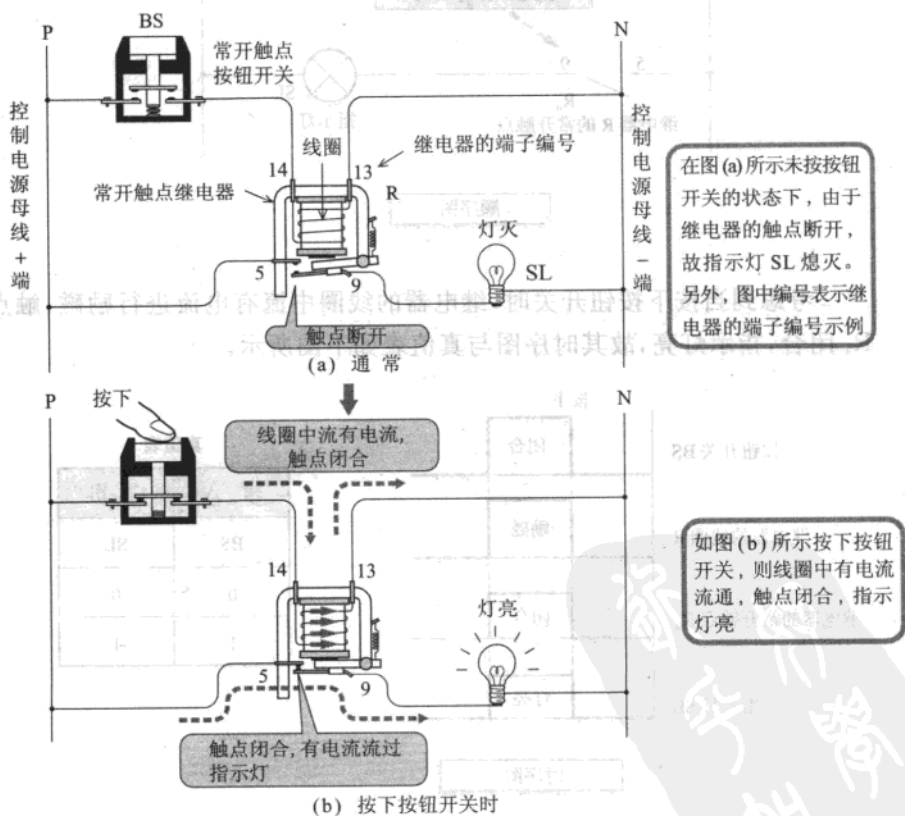 P
BS
N
常开触点
按钮开关
控制电源母线+端
控制电源母线-端
线圈
14
13
继电器的端子编号
常开触点继电器
R
灯灭
5
9
SL
触点断开
(a) 通 常
在图(a)所示未按按钮
开关的状态下，由于
继电器的触点断开，
故指示灯 SL 熄灭。
另外，图中编号表示继
电器的端子编号示例
P
按下
N
线圈中流有电流,
触点闭合
14
13
灯亮
5
9
触点闭合,有电流流过
指示灯
(b) 按下按钮开关时
如图(b)所示按下按钮
开关，则线圈中有电流
流通，触点闭合，指示
灯亮